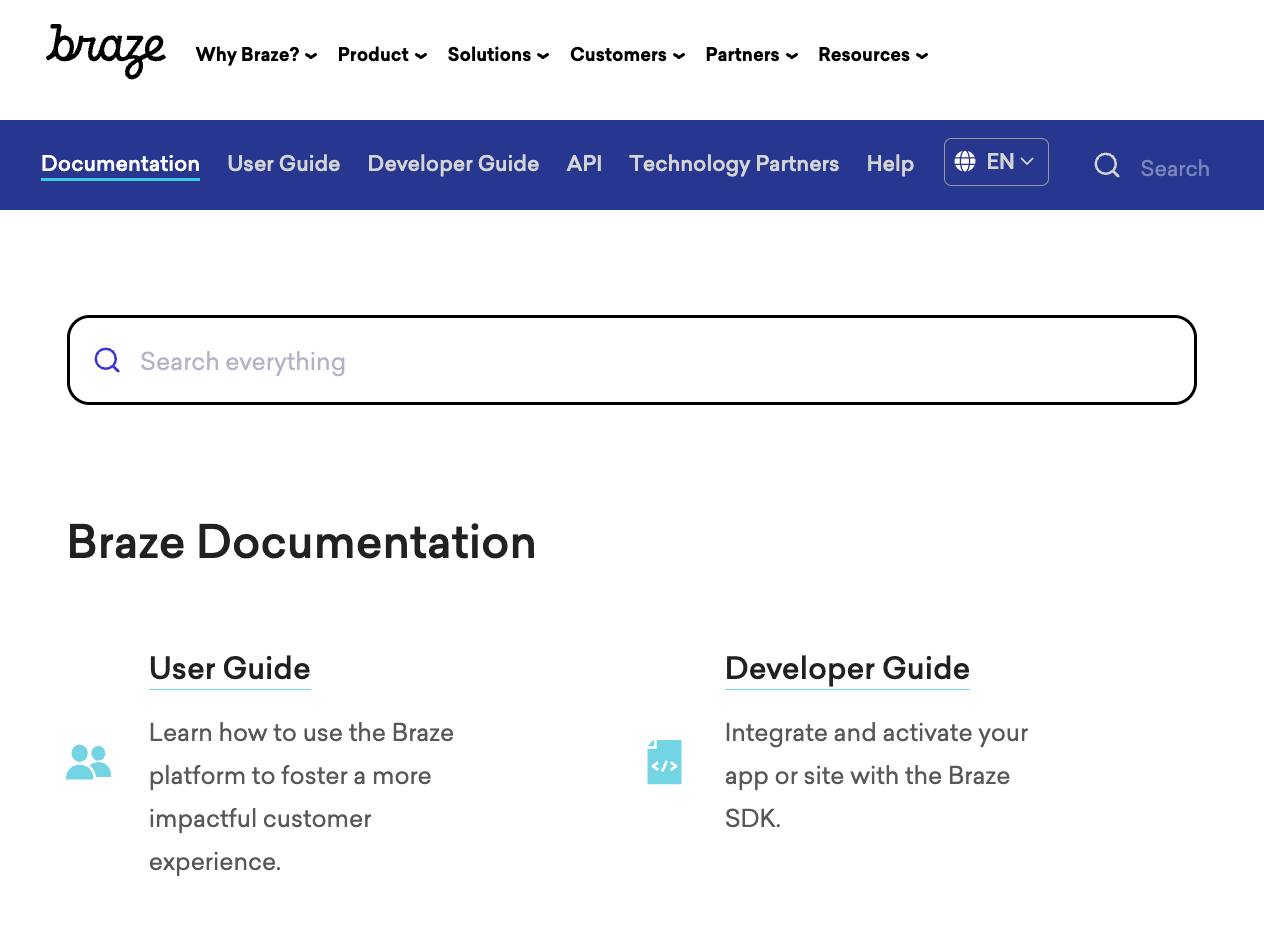 braze Why Braze? Product Solutions Customers Partners Resources
Documentation User Guide Developer Guide API Technology Partners Help EN Search
Search everything
Braze Documentation
User Guide
Learn how to use the Braze
platform to foster a more
impactful customer
experience.
Developer Guide
Integrate and activate your
app or site with the Braze
SDK.